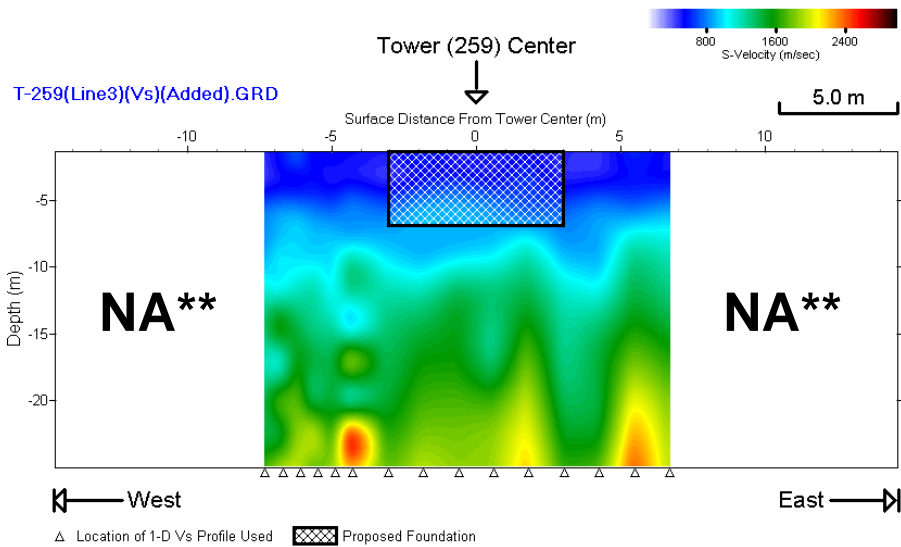 800 1600 2400
S-Velocity (m/sec)
Tower (259) Center
T-259(Line3)(Vs)(Added).GRD
5.0 m
Surface Distance From Tower Center (m)
-10 -5 0 5 10
-5
-10
-15
-20
Depth (m)
NA** NA**
West East
Location of 1-D Vs Profile Used Proposed Foundation